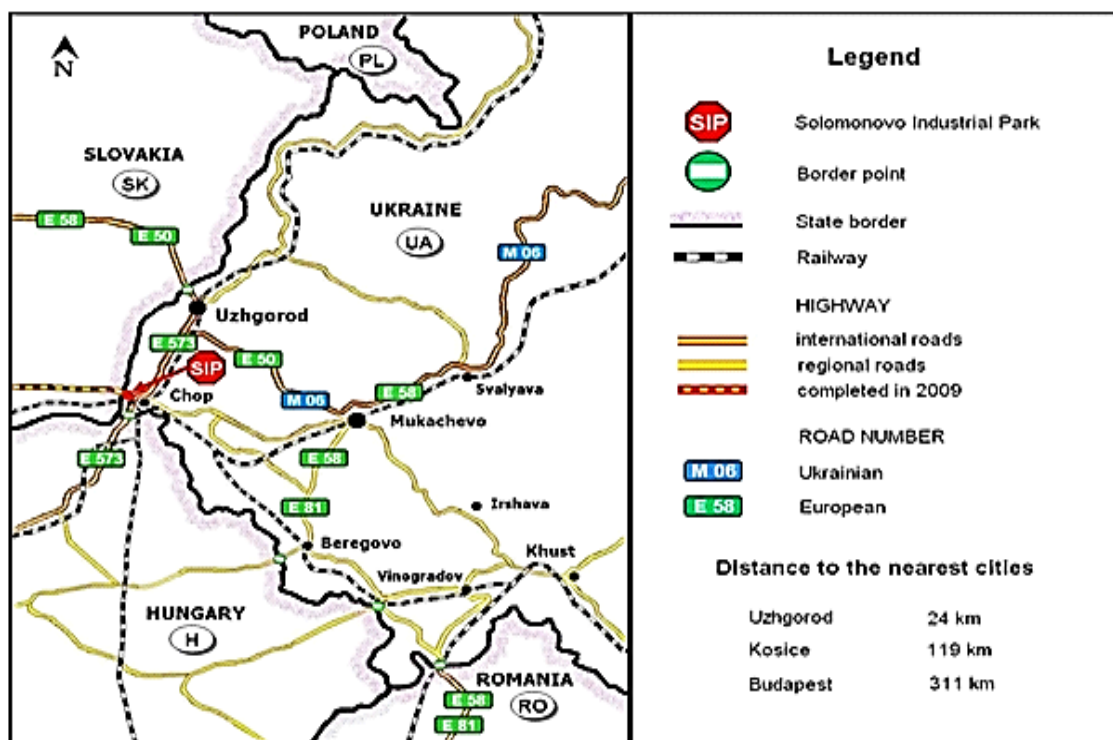 N
POLAND
PL
SLOVAKIA
SK
E 58
E 50
UKRAINE
UA
M 06
Uzhgorod
E 573
E 50
SIP
Chop
M 06
E 58
Svalyava
Mukachevo
E 573
E 58
E 81
Irshava
Beregovo
Khust
Vinogradov
HUNGARY
H
ROMANIA
RO
E 58
E 81
Legend
SIP Solomonovo Industrial Park
Border point
State border
Railway
HIGHWAY
international roads
regional roads
completed in 2009
ROAD NUMBER
M 06 Ukrainian
E 58 European
Distance to the nearest cities
Uzhgorod 24 km
Kosice 119 km
Budapest 311 km